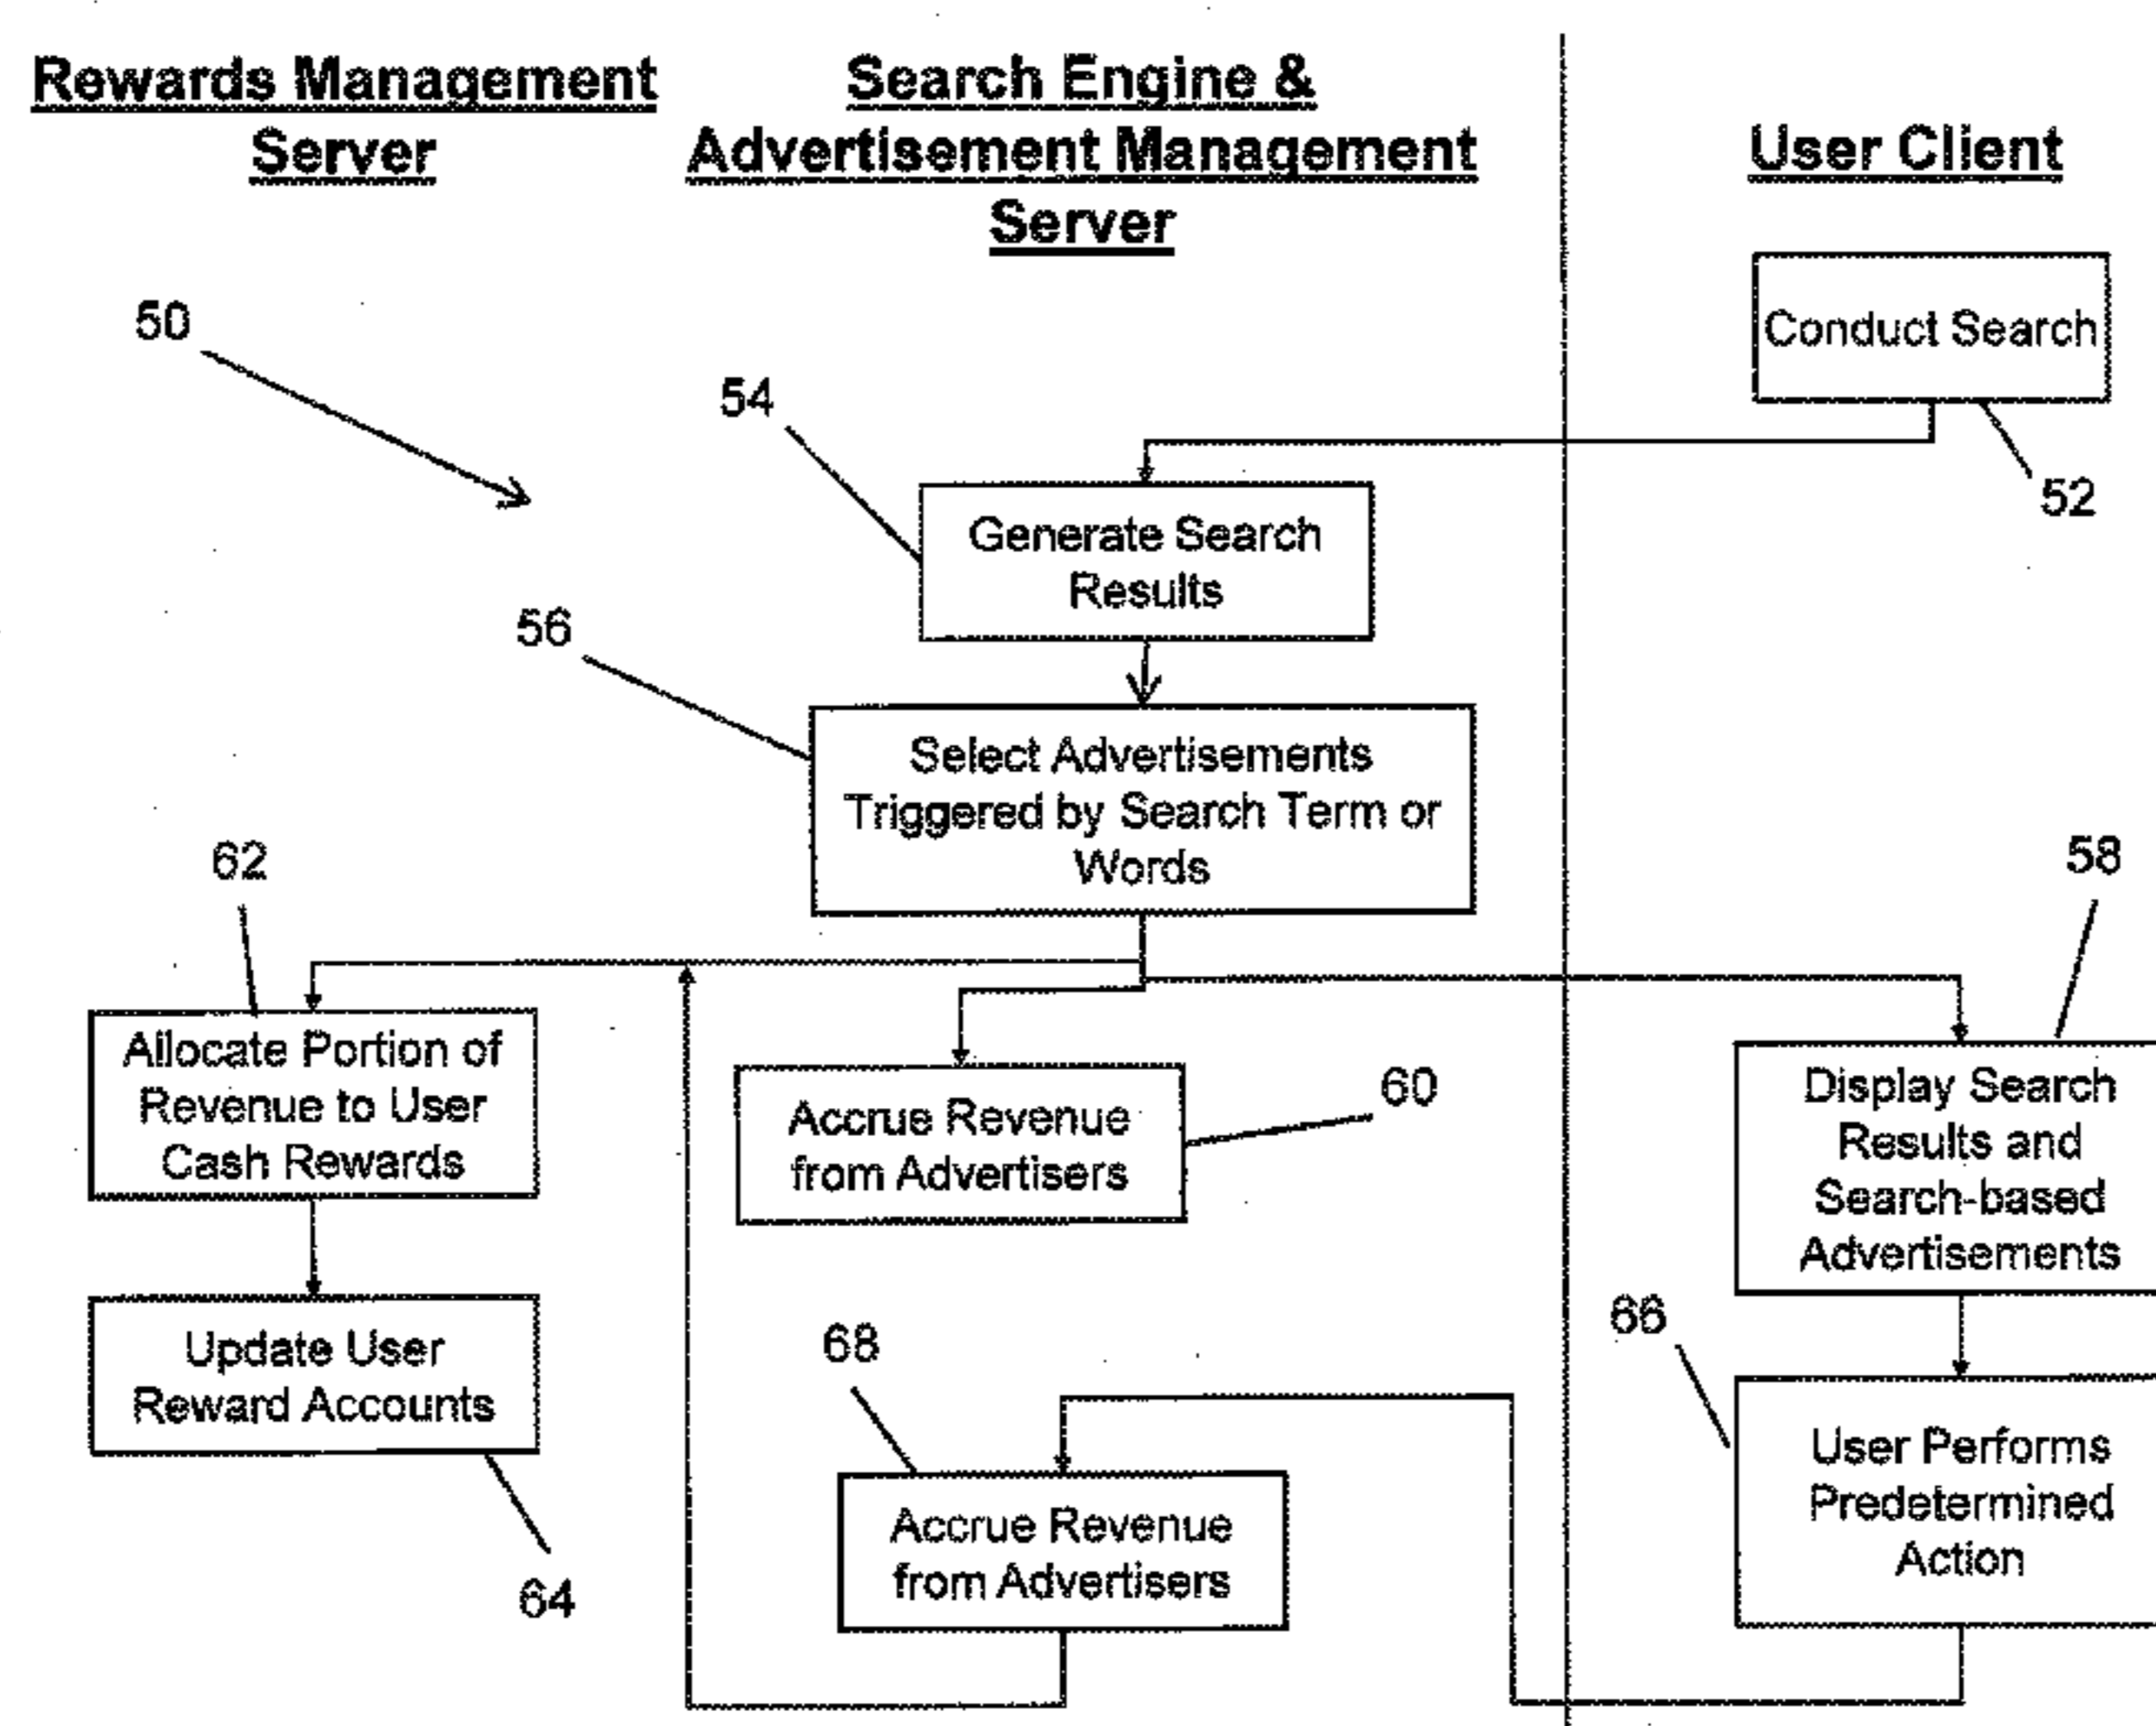 Rewards Management
Server
Search Engine &
Advertisement Management
Server
User Client
50
Conduct Search
52
54
Generate Search
Results
56
Select Advertisements
Triggered by Search Term or
Words
62
Allocate Portion of
Revenue to User
Cash Rewards
60
Accrue Revenue
from Advertisers
58
Display Search
Results and
Search-based
Advertisements
Update User
Reward Accounts
64
68
Accrue Revenue
from Advertisers
66
User Performs
Predetermined
Action